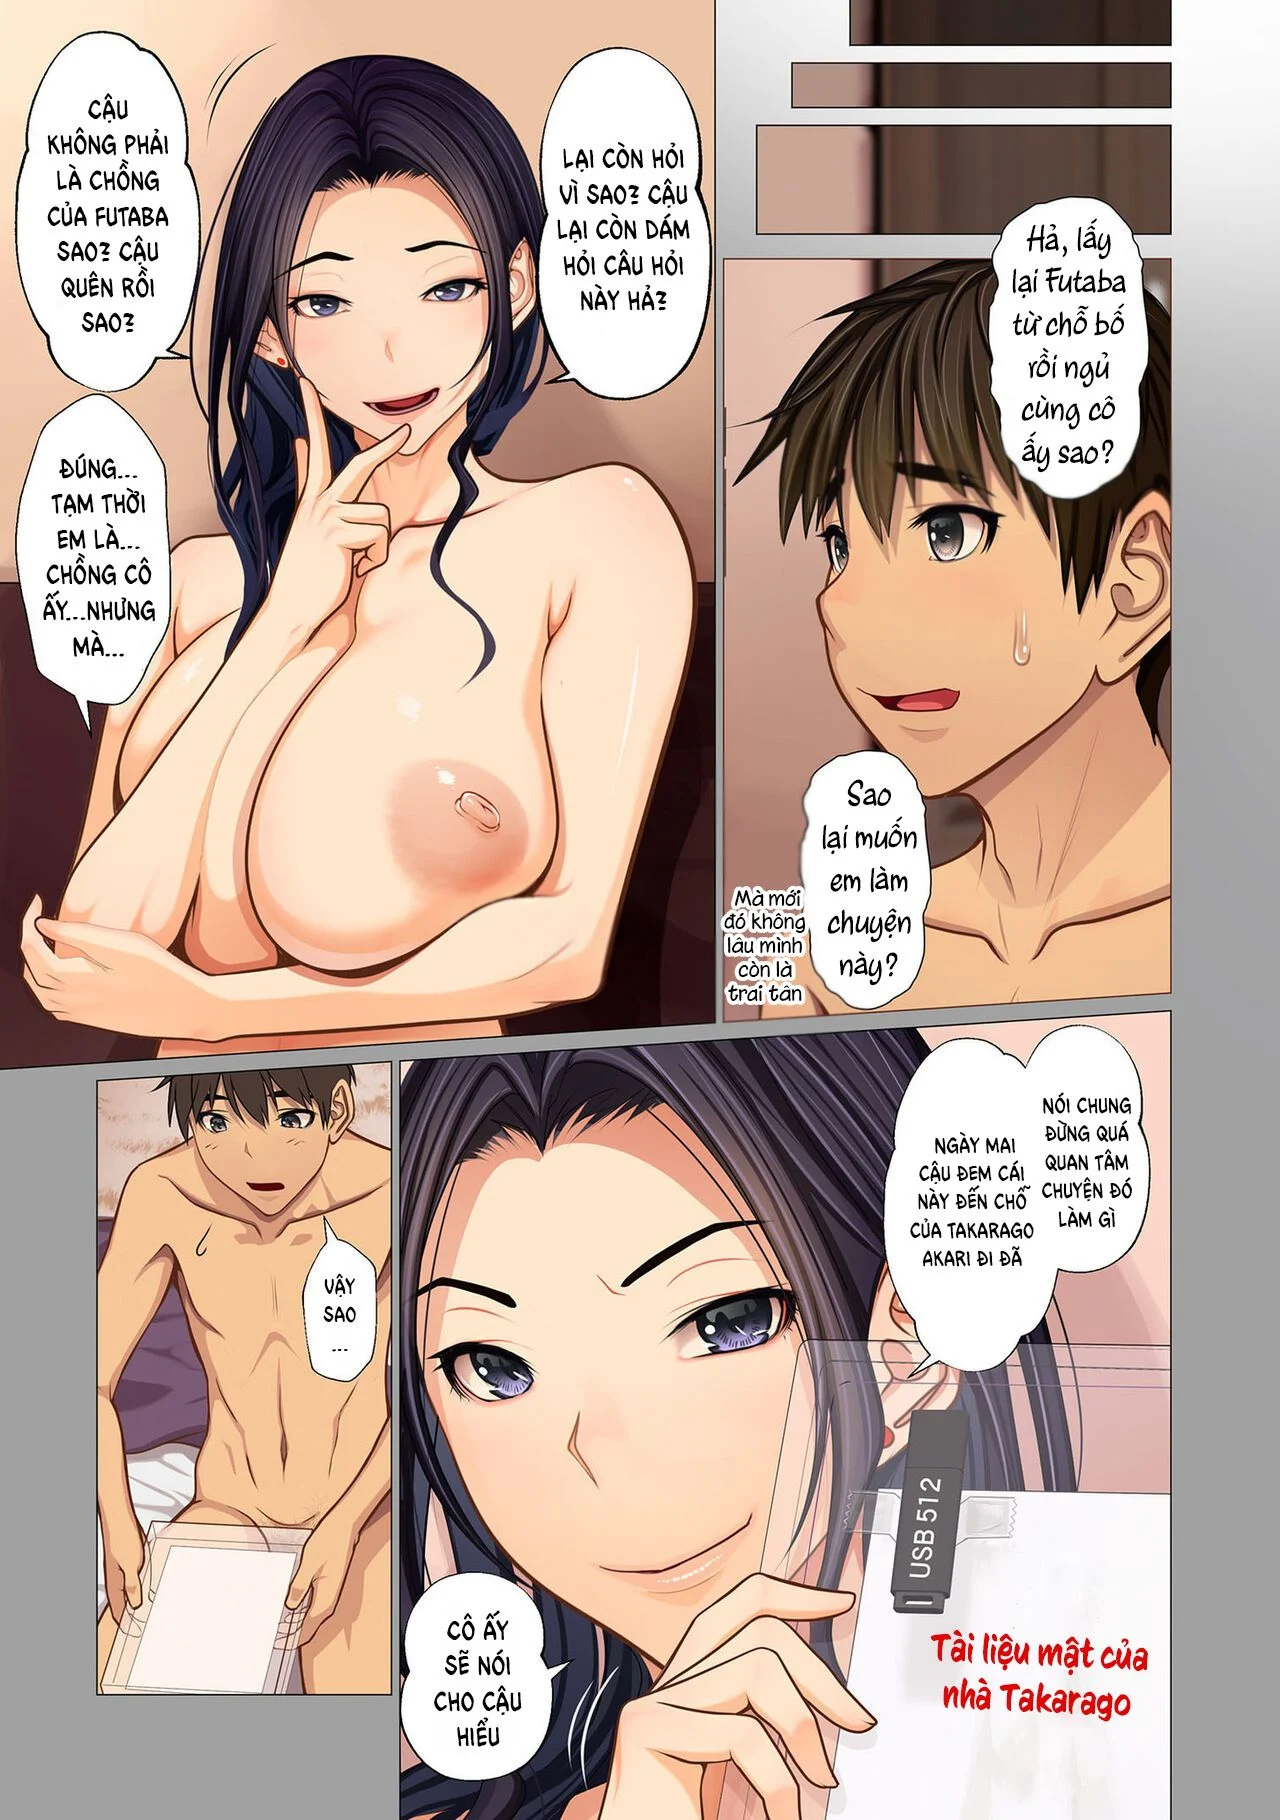 Hả, lấy
lại Futaba
từ chỗ bố
rồi ngủ
cùng cô
ấy sao?
Sao
lại muốn
em làm
chuyện
này?
Mà mới
đó không
lâu mình
còn là
trai tân
LẠI CÒN HỎI
VÌ SAO? CẬU
LẠI CÒN DÁM
HỎI CÂU HỎI
NÀY HẢ?
CẬU
KHÔNG PHẢI
LÀ CHỒNG
CỦA FUTABA
SAO? CẬU
QUÊN RỒI
SAO?
ĐÚNG...
TẠM THỜI
EM LÀ...
CHỒNG CÔ
ẤY...NHƯNG
MÀ...
NÓI CHUNG
ĐỪNG QUÁ
QUAN TÂM
CHUYỆN ĐÓ
LÀM GÌ
NGÀY MAI
CẬU ĐEM CÁI
NÀY ĐẾN CHỖ
CỦA TAKARAGO
AKARI ĐI ĐÃ
USB 512
Tài liệu mật của
nhà Takarago
CÔ ẤY
SẼ NÓI
CHO CẬU
HIỂU
VẬY
SAO
...